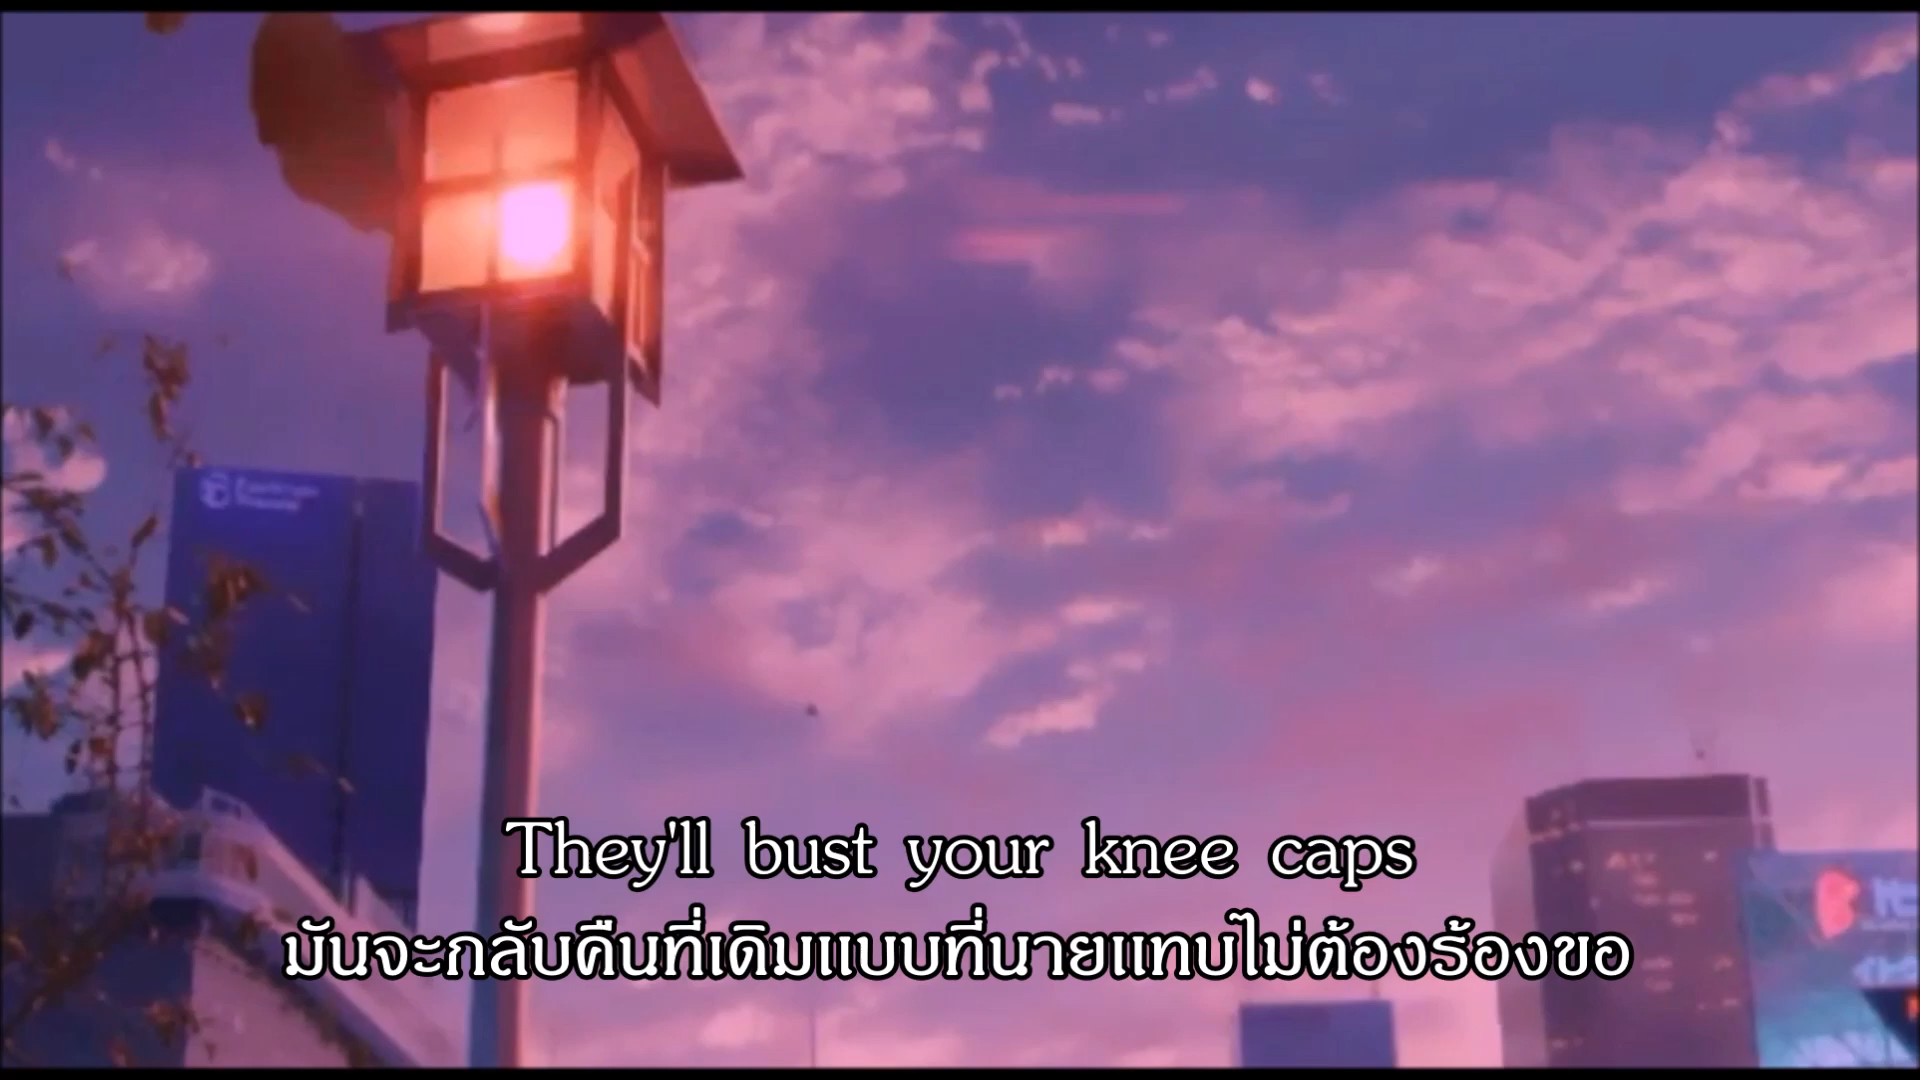 They'll bust your knee caps
มันจะกลับคืนที่เดิมแบบที่นายแทบไม่ต้องร้องขอ